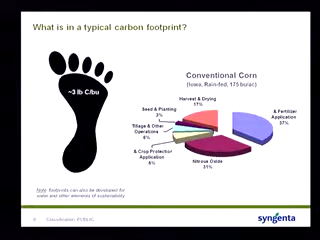 What is in a typical carbon footprint?
~3 lb C/bu
Conventional Corn
(Iowa, Rain-fed, 175 bu/ac)
Harvest & Drying
17%
Seed & Planting
3%
Tillage & Other
Operations
6%
& Crop Protection
Application
6%
Nitrous Oxide
31%
& Fertilizer
Application
37%
Note: footprints can also be developed for
water and other elements of sustainability
Classification: PUBLIC
syngenta